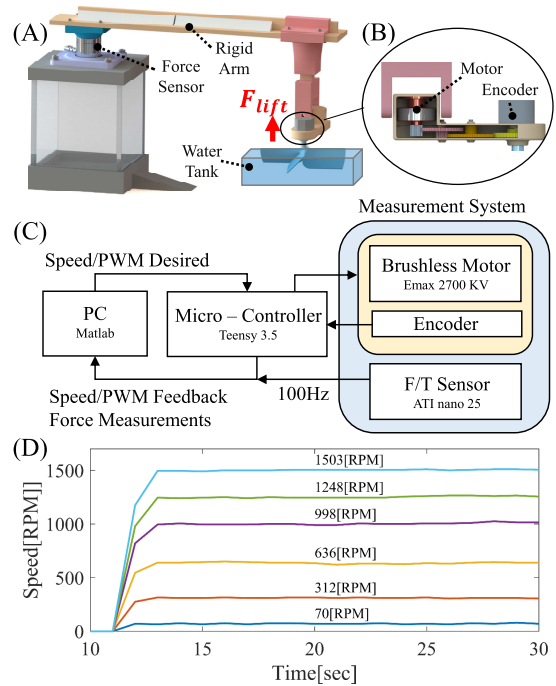 (A)
Force
Sensor
Rigid
Arm
F_lift
Water
Tank
(B)
Motor
Encoder
(C)
Measurement System
Speed/PWM Desired
PC
Matlab
Micro – Controller
Teensy 3.5
Brushless Motor
Emax 2700 KV
Encoder
F/T Sensor
ATI nano 25
100Hz
Speed/PWM Feedback
Force Measurements
(D)
Speed[RPM]]
1500
1000
500
0
1503[RPM]
1248[RPM]
998[RPM]
636[RPM]
312[RPM]
70[RPM]
10 15 20 25 30
Time[sec]